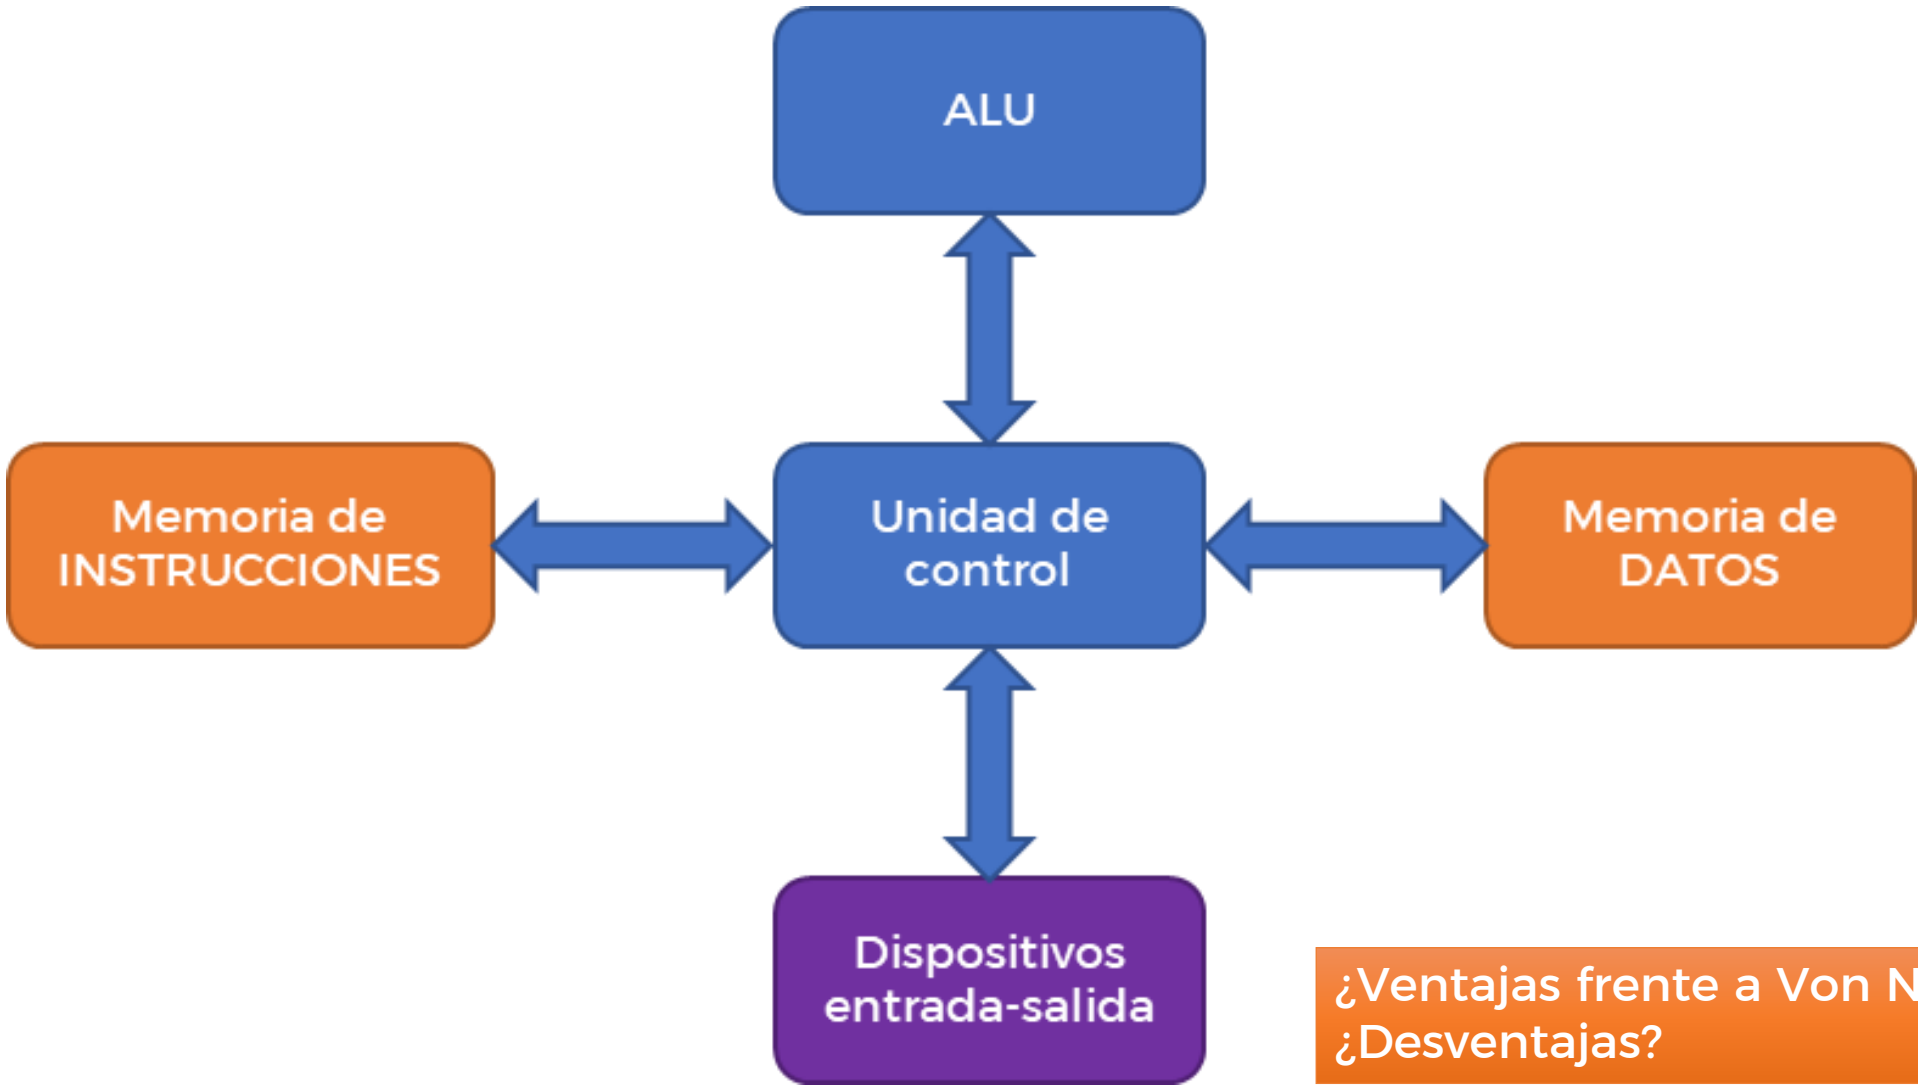 ALU
Memoria de
INSTRUCCIONES
Unidad de
control
Memoria de
DATOS
Dispositivos
entrada-salida
¿Ventajas frente a Von N
¿Desventajas?